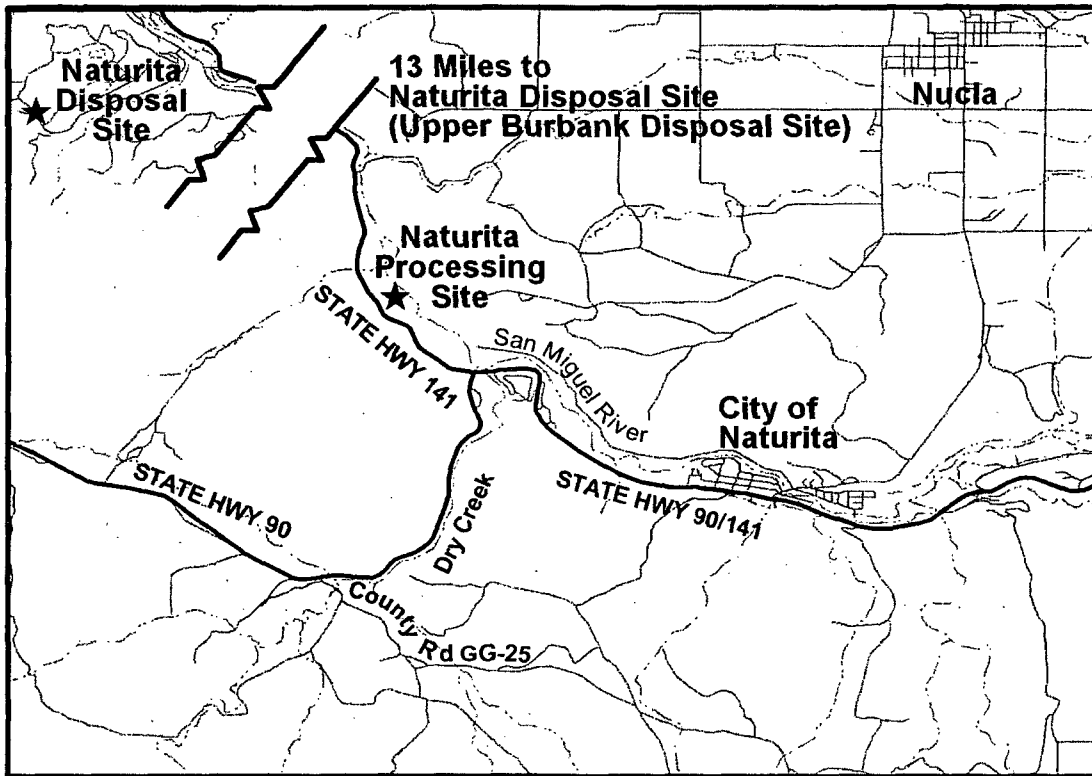 Naturita
Disposal
Site
13 Miles to
Naturita Disposal Site
(Upper Burbank Disposal Site)
Nucla
Naturita
Processing
Site
STATE HWY 141
San Miguel River
City of
Naturita
STATE HWY 90
STATE HWY 90/141
Dry Creek
County Rd GG-25